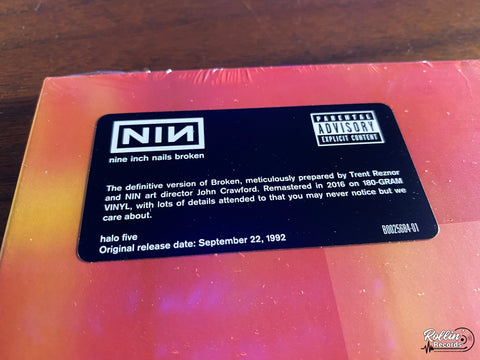 NIИ
PARENTAL
ADVISORY
EXPLICIT CONTENT
nine inch nails broken
The definitive version of Broken, meticulously prepared by Trent Reznor
and NIN art director John Crawford. Remastered in 2016 on 180-GRAM
VINYL, with lots of details attended to that you may never notice but we
care about.
halo five
Original release date: September 22, 1992
B0025684-01
Rollin'
Records